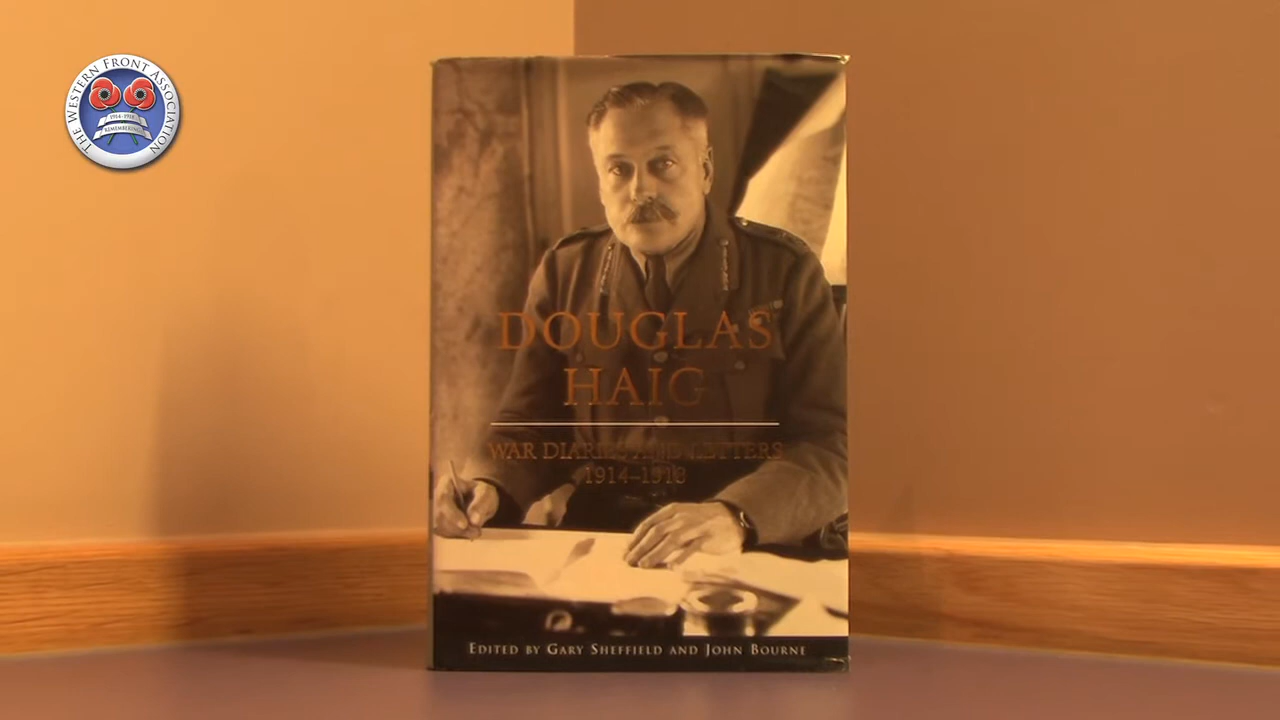 THE WESTERN FRONT ASSOCIATION
1914-1918
REMEMBERING
DOUGLAS
HAIG
WAR DIARIES AND LETTERS
1914–1918
EDITED BY GARY SHEFFIELD AND JOHN BOURNE